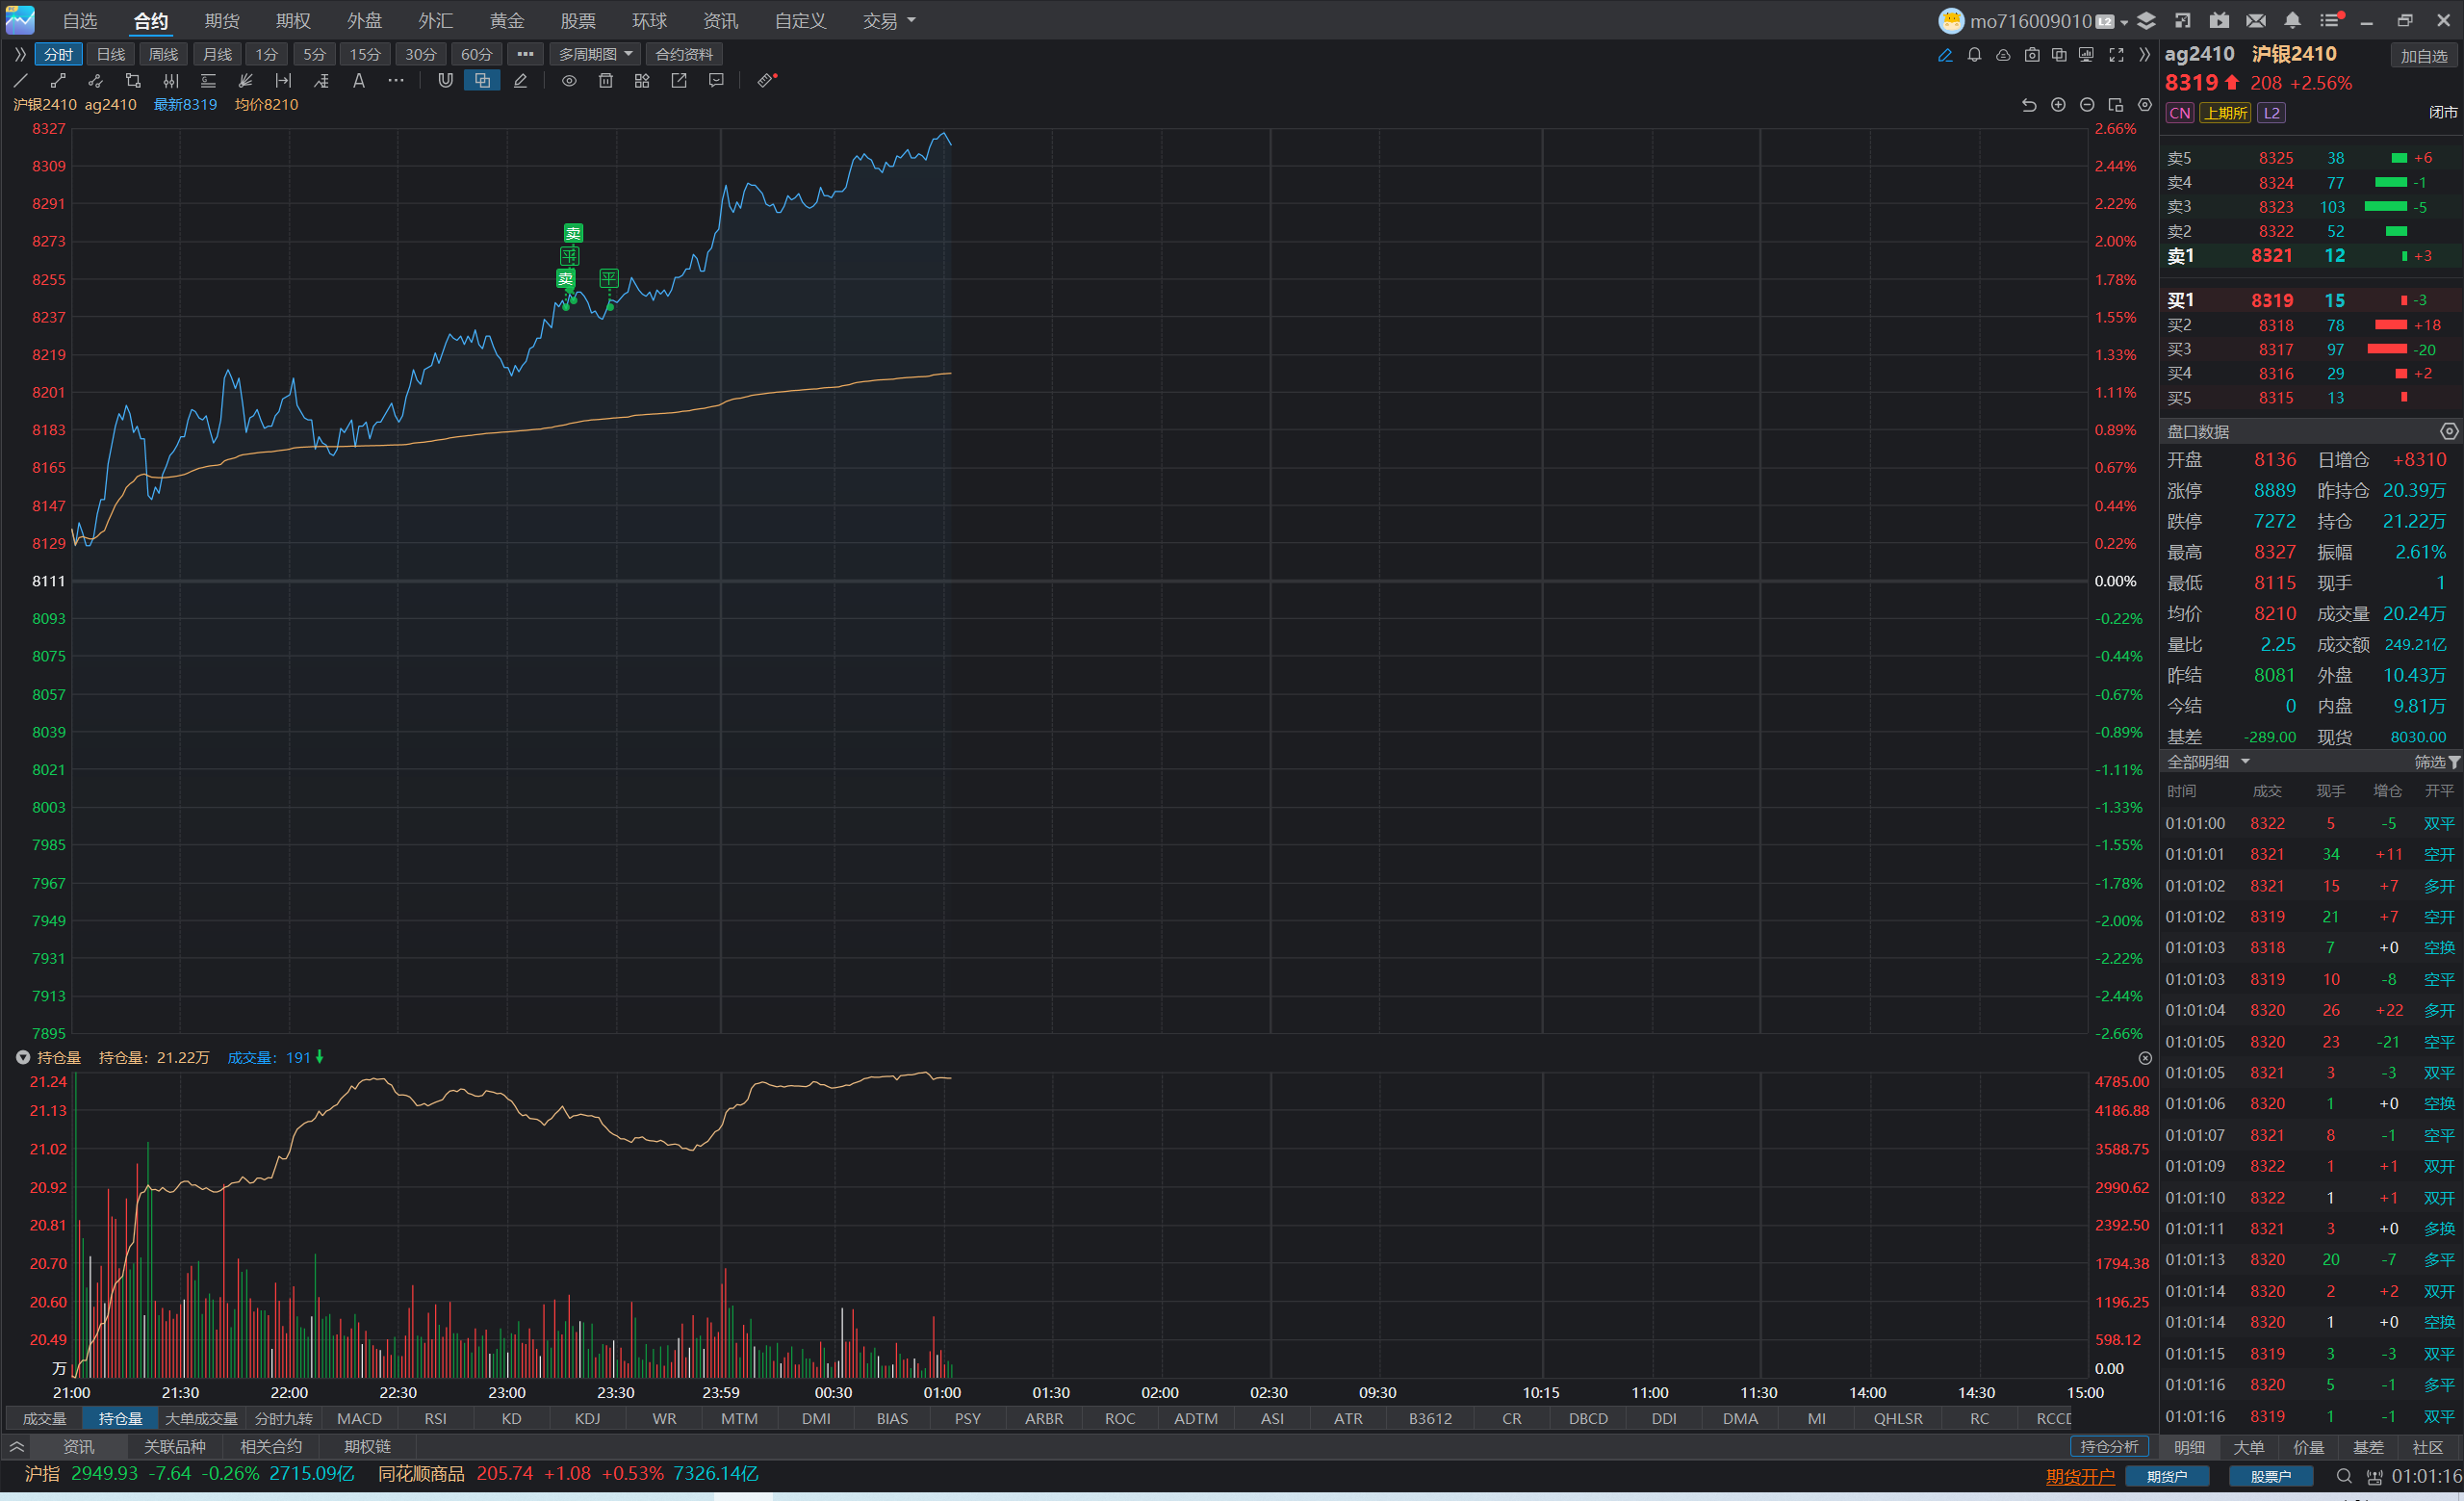 自选 合约 期货 期权 外盘 外汇 黄金 股票 环球 资讯 自定义 交易 mo716009010 L2
分时 日线 周线 月线 1分 5分 15分 30分 60分 ••• 多周期图 合约资料
沪银2410 ag2410 最新8319 均价8210
8327 2.66%
8309 2.44%
8291 2.22%
8273 2.00%
8255 1.78%
8237 1.55%
8219 1.33%
8201 1.11%
8183 0.89%
8165 0.67%
8147 0.44%
8129 0.22%
8111 0.00%
8093 -0.22%
8075 -0.44%
8057 -0.67%
8039 -0.89%
8021 -1.11%
8003 -1.33%
7985 -1.55%
7967 -1.78%
7949 -2.00%
7931 -2.22%
7913 -2.44%
7895 -2.66%
卖
平
卖 平
持仓量 持仓量：21.22万 成交量：191
21.24 4785.00
21.13 4186.88
21.02 3588.75
20.92 2990.62
20.81 2392.50
20.70 1794.38
20.60 1196.25
20.49 598.12
万 0.00
21:00 21:30 22:00 22:30 23:00 23:30 23:59 00:30 01:00 01:30 02:00 02:30 09:30 10:15 11:00 11:30 14:00 14:30 15:00
成交量 持仓量 大单成交量 分时九转 MACD RSI KD KDJ WR MTM DMI BIAS PSY ARBR ROC ADTM ASI ATR B3612 CR DBCD DDI DMA MI QHLSR RC RCCD
资讯 关联品种 相关合约 期权链 持仓分析
ag2410 沪银2410 加自选
8319 208 +2.56%
CN 上期所 L2 闭市
卖5 8325 38 +6
卖4 8324 77 -1
卖3 8323 103 -5
卖2 8322 52
卖1 8321 12 +3
买1 8319 15 -3
买2 8318 78 +18
买3 8317 97 -20
买4 8316 29 +2
买5 8315 13
盘口数据
开盘 8136 日增仓 +8310
涨停 8889 昨持仓 20.39万
跌停 7272 持仓 21.22万
最高 8327 振幅 2.61%
最低 8115 现手 1
均价 8210 成交量 20.24万
量比 2.25 成交额 249.21亿
昨结 8081 外盘 10.43万
今结 0 内盘 9.81万
基差 -289.00 现货 8030.00
全部明细 筛选
时间 成交 现手 增仓 开平
01:01:00 8322 5 -5 双平
01:01:01 8321 34 +11 空开
01:01:02 8321 15 +7 多开
01:01:02 8319 21 +7 空开
01:01:03 8318 7 +0 空换
01:01:03 8319 10 -8 空平
01:01:04 8320 26 +22 多开
01:01:05 8320 23 -21 空平
01:01:05 8321 3 -3 双平
01:01:06 8320 1 +0 空换
01:01:07 8321 8 -1 空平
01:01:09 8322 1 +1 双开
01:01:10 8322 1 +1 双开
01:01:11 8321 3 +0 多换
01:01:13 8320 20 -7 多平
01:01:14 8320 2 +2 双开
01:01:14 8320 1 +0 空换
01:01:15 8319 3 -3 双平
01:01:16 8320 5 -1 多平
01:01:16 8319 1 -1 双平
明细 大单 价量 基差 社区
沪指 2949.93 -7.64 -0.26% 2715.09亿 同花顺商品 205.74 +1.08 +0.53% 7326.14亿 期货开户 期货户 股票户 01:01:16